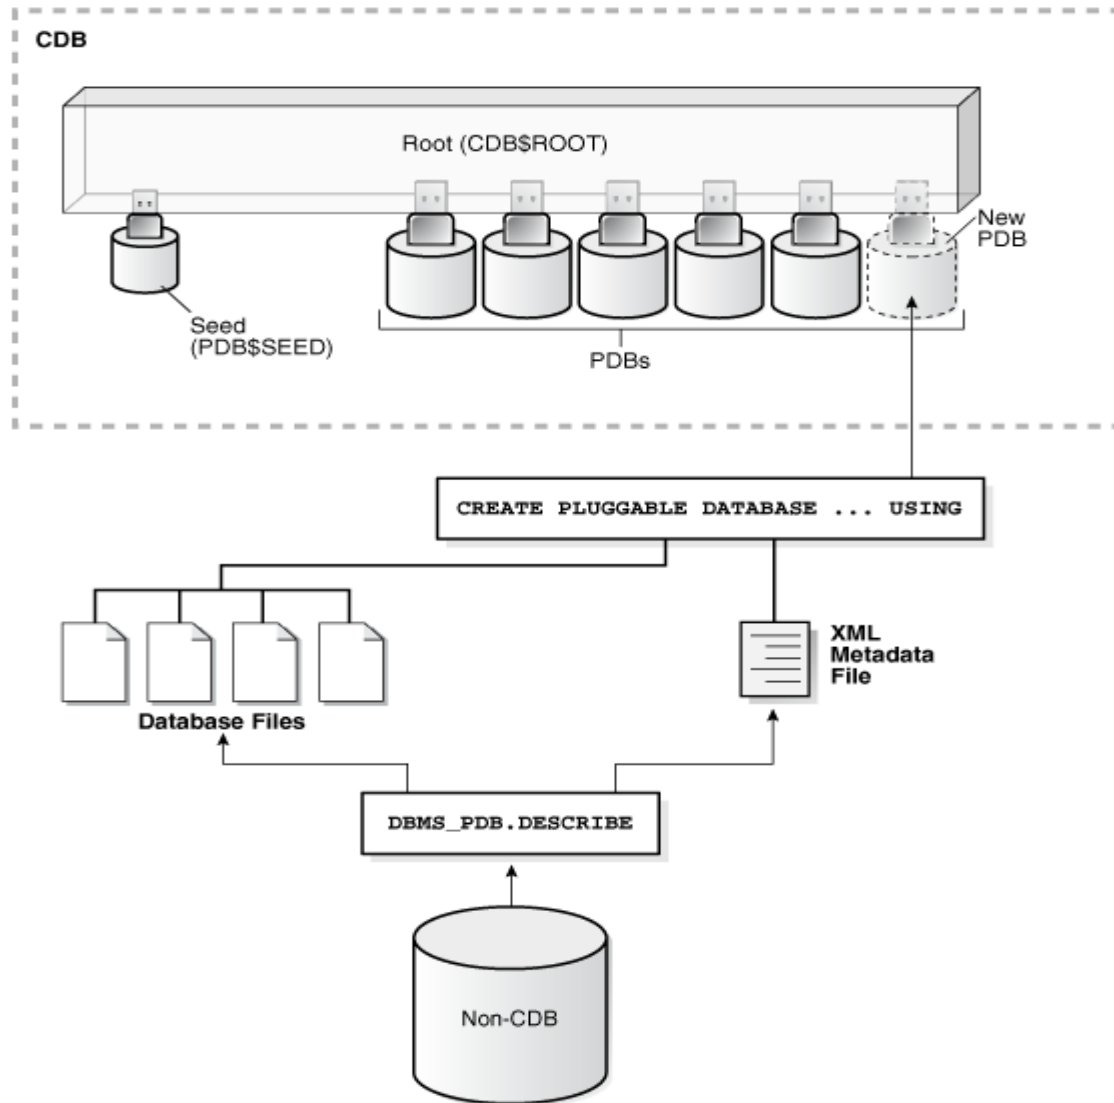 CDB
Root (CDB$ROOT)
New
PDB
Seed
(PDB$SEED)
PDBs
CREATE PLUGGABLE DATABASE ... USING
XML
Metadata
File
Database Files
DBMS_PDB.DESCRIBE
Non-CDB